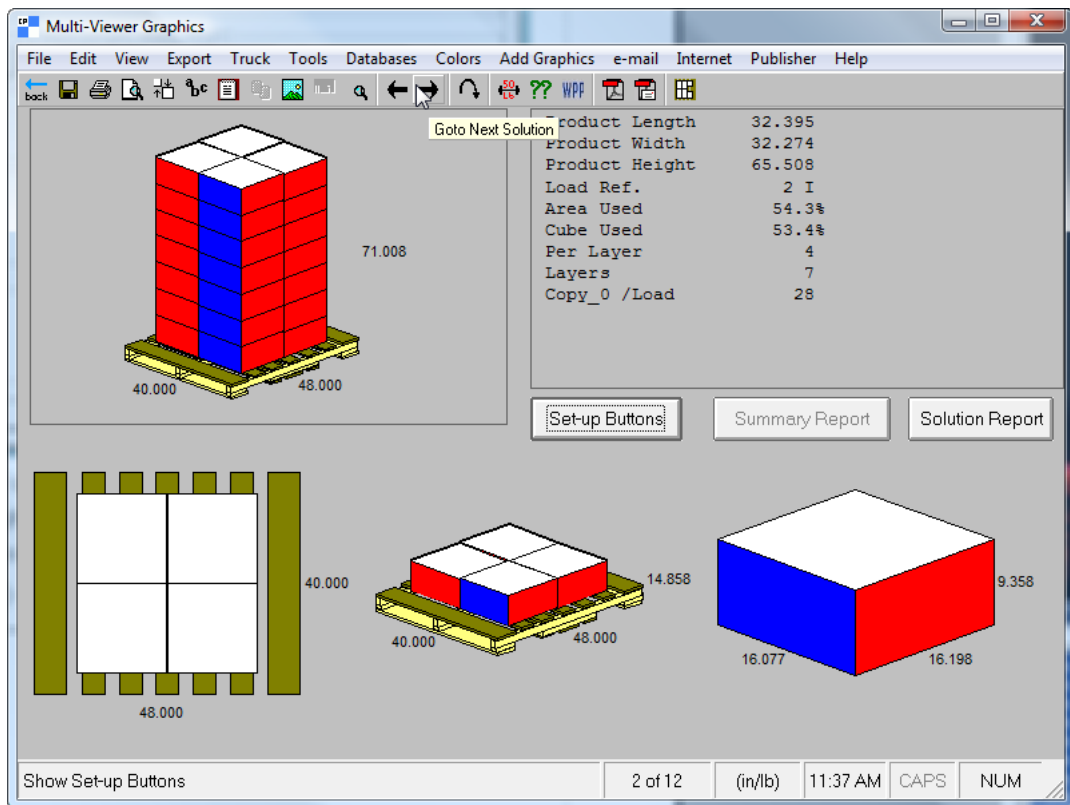 CP
Multi-Viewer Graphics
File Edit View Export Truck Tools Databases Colors Add Graphics e-mail Internet Publisher Help
back abc ?? WPP
Goto Next Solution
Product Length 32.395
Product Width 32.274
Product Height 65.508
Load Ref. 2 I
Area Used 54.3%
Cube Used 53.4%
Per Layer 4
Layers 7
Copy_0 /Load 28
71.008
40.000
48.000
Set-up Buttons Summary Report Solution Report
40.000
48.000
14.858
40.000
48.000
9.358
16.077
16.198
Show Set-up Buttons 2 of 12 (in/lb) 11:37 AM CAPS NUM